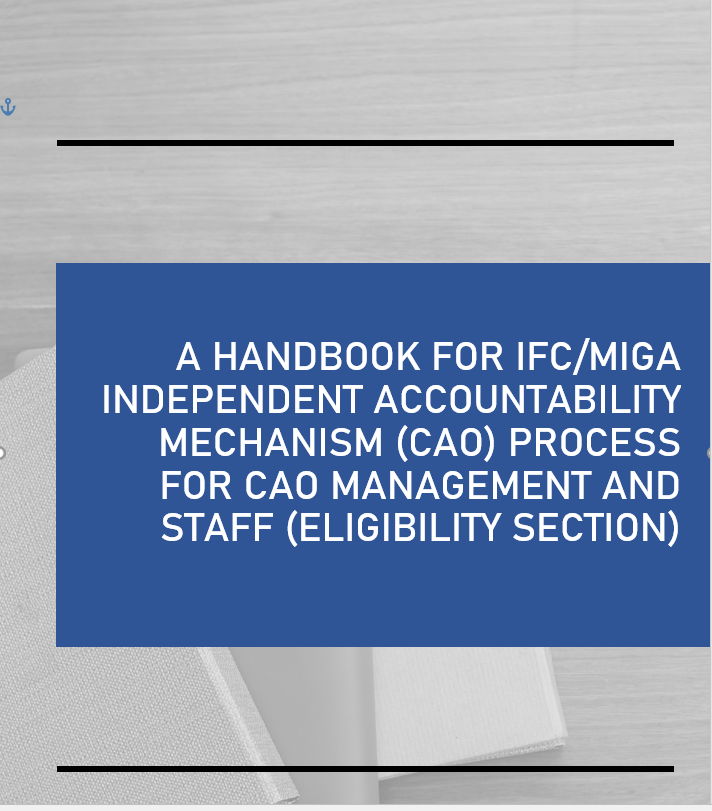 A HANDBOOK FOR IFC/MIGA
INDEPENDENT ACCOUNTABILITY
MECHANISM (CAO) PROCESS
FOR CAO MANAGEMENT AND
STAFF (ELIGIBILITY SECTION)